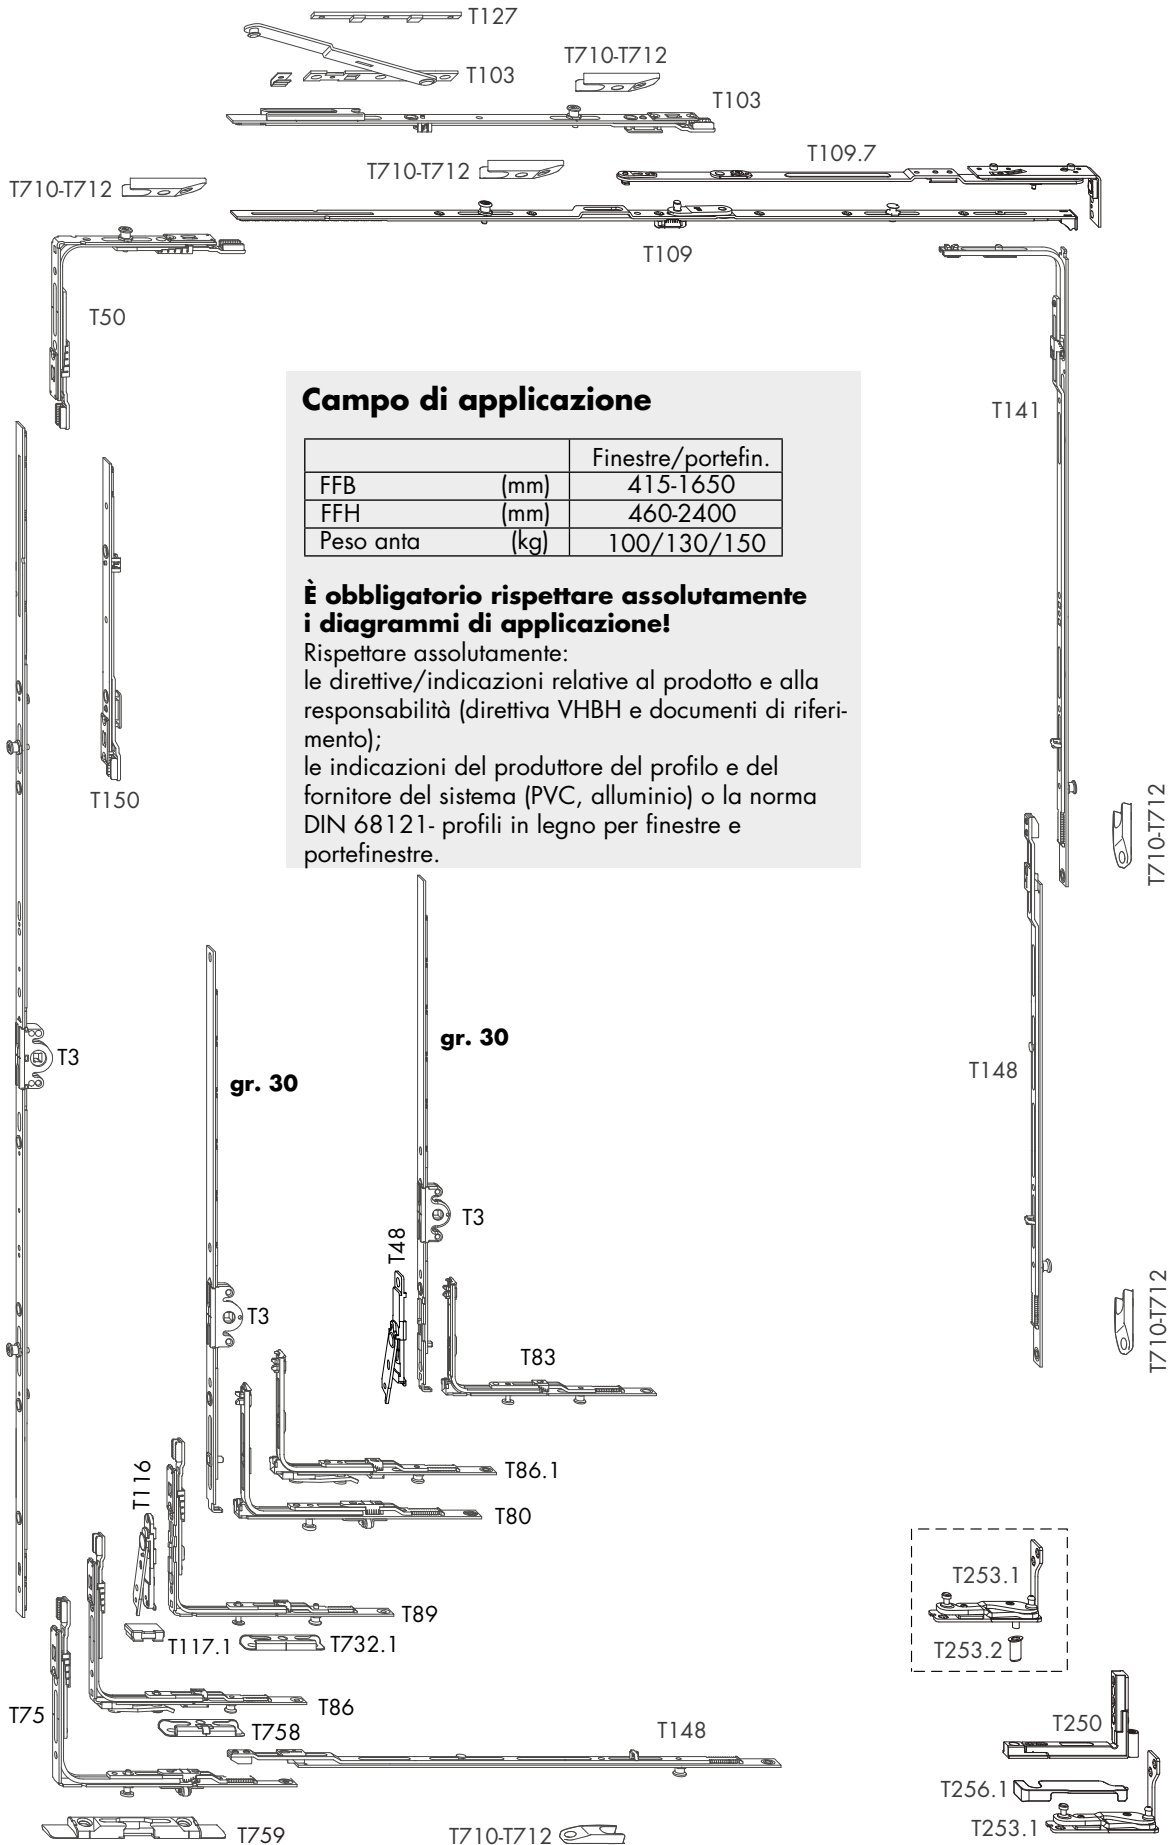 T127
T710-T712
T103
T103
T109.7
T710-T712
T710-T712
T109
T50
Campo di applicazione
Finestre/portefin.
FFB (mm) 415-1650
FFH (mm) 460-2400
Peso anta (kg) 100/130/150
È obbligatorio rispettare assolutamente
i diagrammi di applicazione!
Rispettare assolutamente:
le direttive/indicazioni relative al prodotto e alla
responsabilità (direttiva VHBH e documenti di riferi-
mento);
le indicazioni del produttore del profilo e del
fornitore del sistema (PVC, alluminio) o la norma
DIN 68121- profili in legno per finestre e
portefinestre.
T141
T150
T710-T712
gr. 30
T3
gr. 30
T148
T3
T48
T710-T712
T3
T83
T86.1
T116
T80
T253.1
T89
T117.1
T732.1
T253.2
T86
T75
T758
T148
T250
T256.1
T759
T710-T712
T253.1